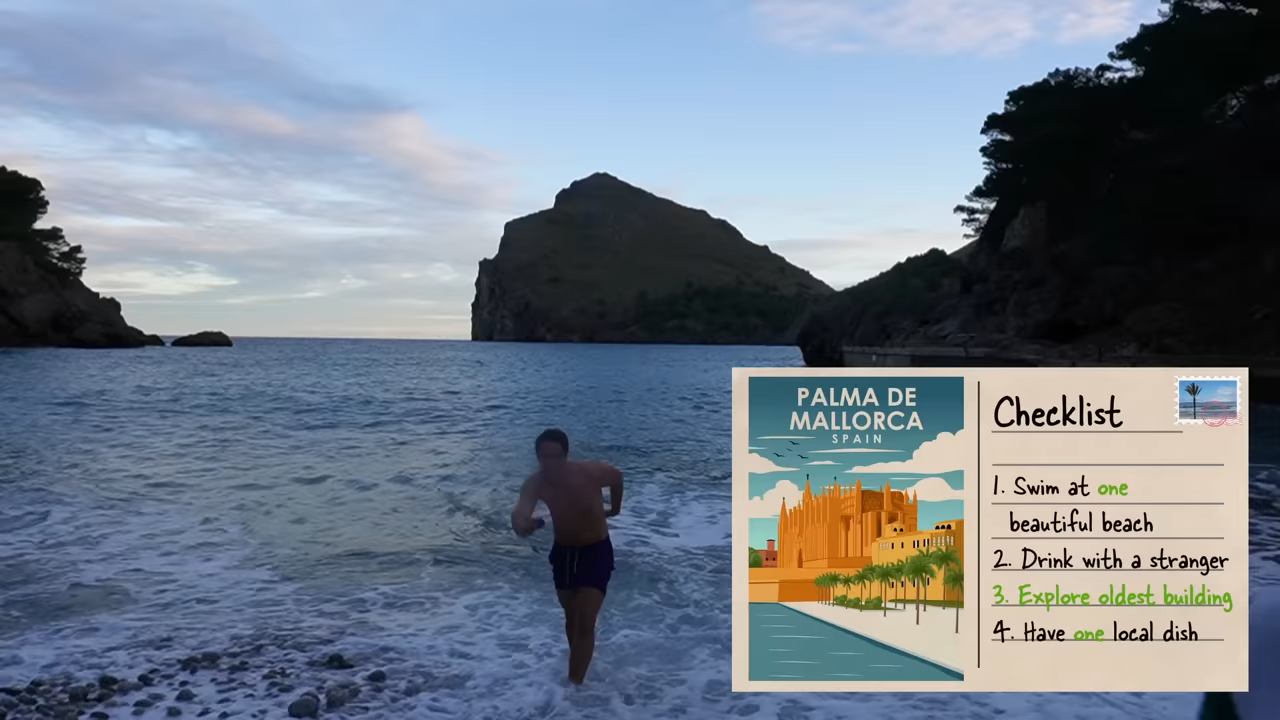 PALMA DE
MALLORCA
SPAIN
Checklist
1. Swim at one
beautiful beach
2. Drink with a stranger
3. Explore oldest building
4. Have one local dish